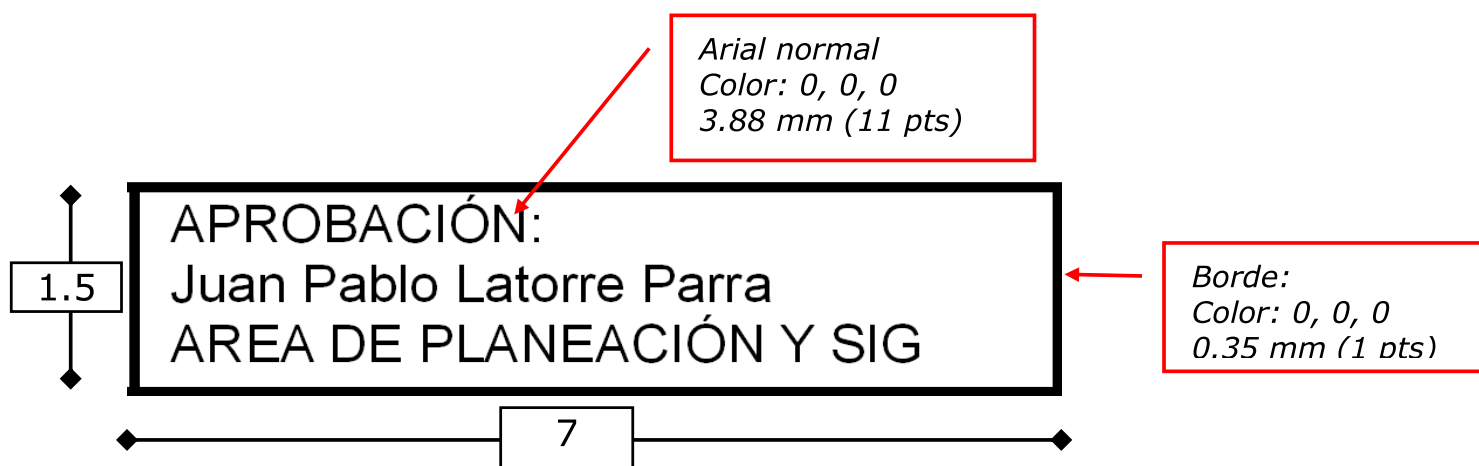 Arial normal
Color: 0, 0, 0
3.88 mm (11 pts)
APROBACIÓN:
Juan Pablo Latorre Parra
AREA DE PLANEACIÓN Y SIG
1.5
Borde:
Color: 0, 0, 0
0.35 mm (1 pts)
7